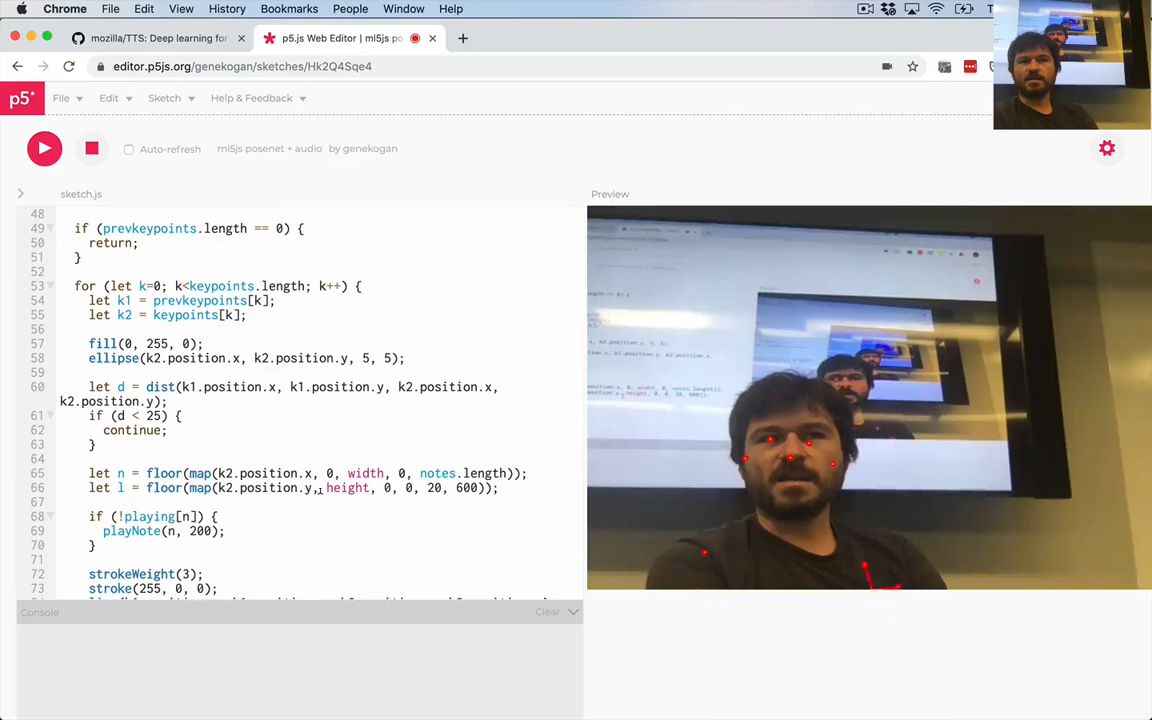 Chrome File Edit View History Bookmarks People Window Help
mozilla/TTS: Deep learning for
p5.js Web Editor | ml5js po
editor.p5js.org/genekogan/sketches/Hk2Q4Sqe4
p5*
File Edit Sketch Help & Feedback
Auto-refresh ml5js posenet + audio by genekogan
sketch.js
Preview
48
49 if (prevkeypoints.length == 0) {
50 return;
51 }
52
53 for (let k=0; k<keypoints.length; k++) {
54 let k1 = prevkeypoints[k];
55 let k2 = keypoints[k];
56
57 fill(0, 255, 0);
58 ellipse(k2.position.x, k2.position.y, 5, 5);
59
60 let d = dist(k1.position.x, k1.position.y, k2.position.x,
k2.position.y);
61 if (d < 25) {
62 continue;
63 }
64
65 let n = floor(map(k2.position.x, 0, width, 0, notes.length));
66 let l = floor(map(k2.position.y, height, 0, 0, 20, 600));
67
68 if (!playing[n]) {
69 playNote(n, 200);
70 }
71
72 strokeWeight(3);
73 stroke(255, 0, 0);
Console
Clear